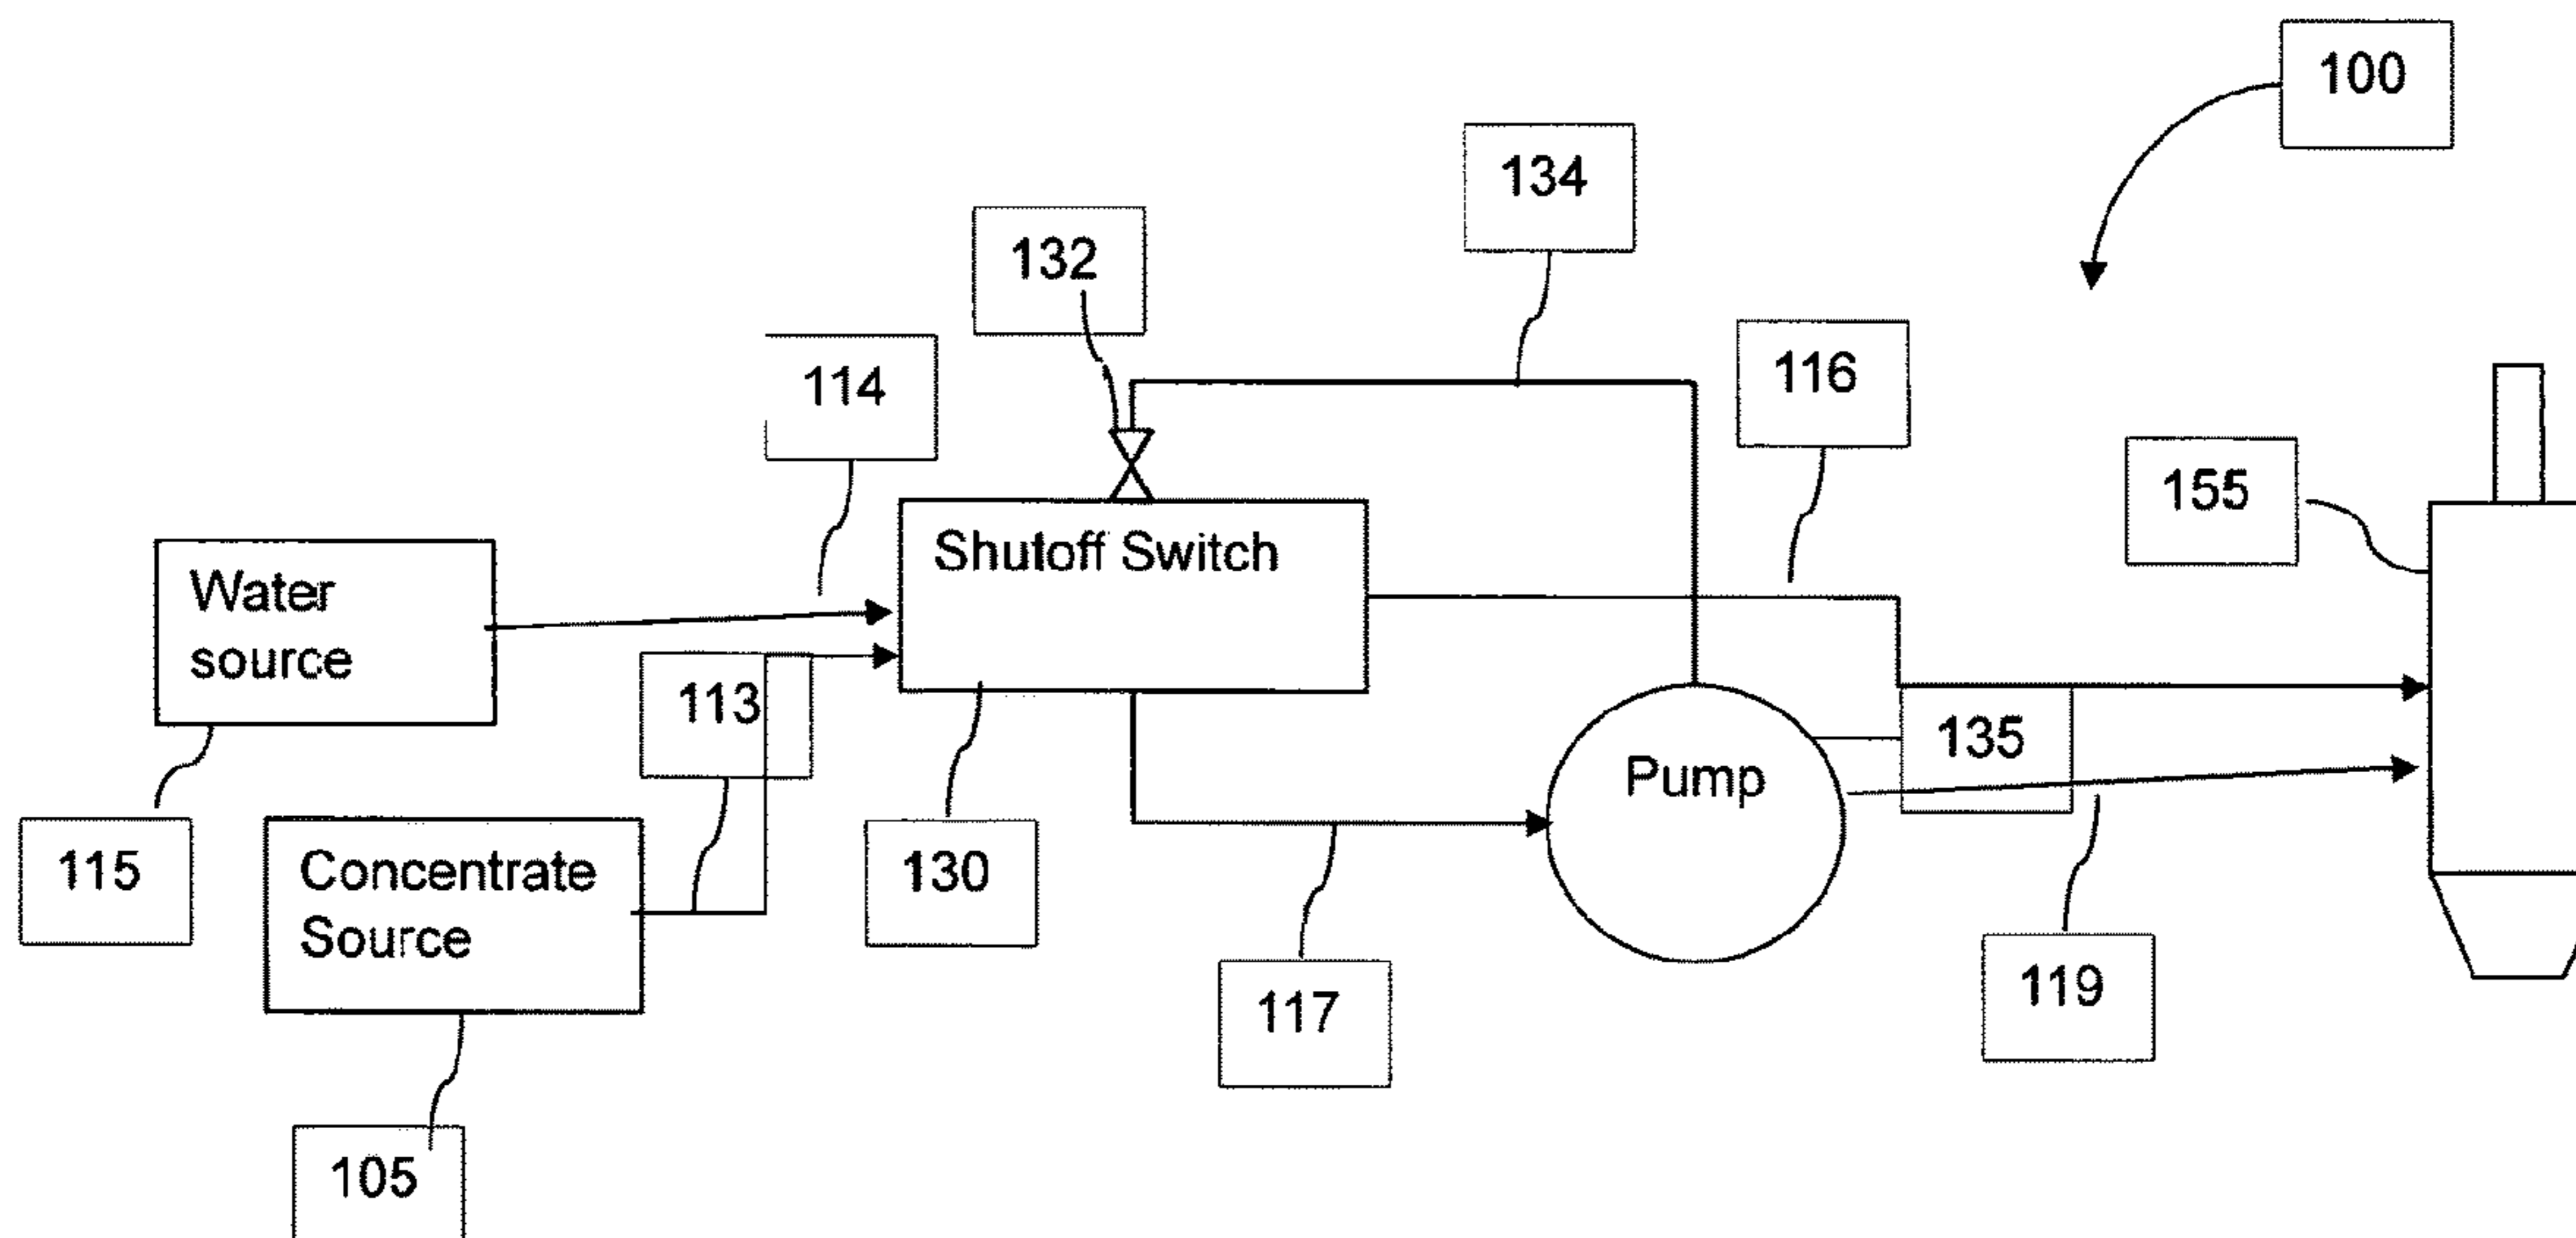 100
134
132
116
114
155
Shutoff Switch
Water
source
113
135
Pump
115
Concentrate
Source
130
119
117
105